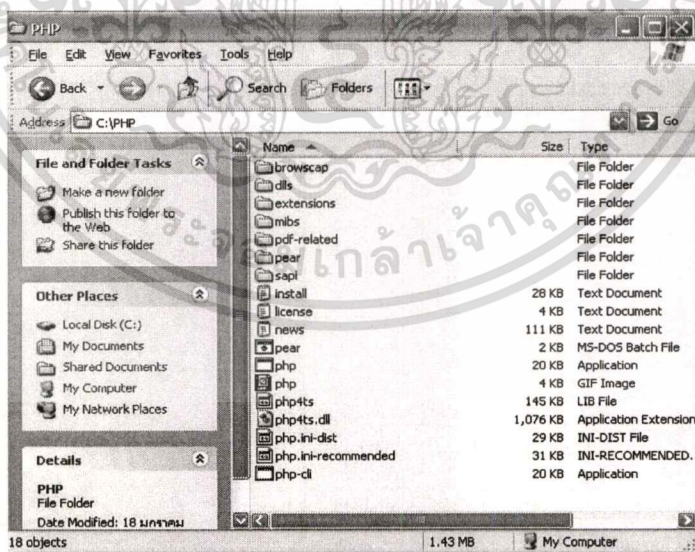 PHP
File Edit View Favorites Tools Help
Back Search Folders
Address C:\PHP Go
File and Folder Tasks
Make a new folder
Publish this folder to
the Web
Share this folder
Other Places
Local Disk (C:)
My Documents
Shared Documents
My Computer
My Network Places
Details
PHP
File Folder
Date Modified: 18 มกราคม
Name Size Type
browscap File Folder
dlls File Folder
extensions File Folder
mibs File Folder
pdf-related File Folder
pear File Folder
sapi File Folder
install 28 KB Text Document
license 4 KB Text Document
news 111 KB Text Document
pear 2 KB MS-DOS Batch File
php 20 KB Application
php 4 KB GIF Image
php4ts 145 KB LIB File
php4ts.dll 1,076 KB Application Extension
php.ini-dist 29 KB INI-DIST File
php.ini-recommended 31 KB INI-RECOMMENDED.
php-cli 20 KB Application
18 objects 1.43 MB My Computer